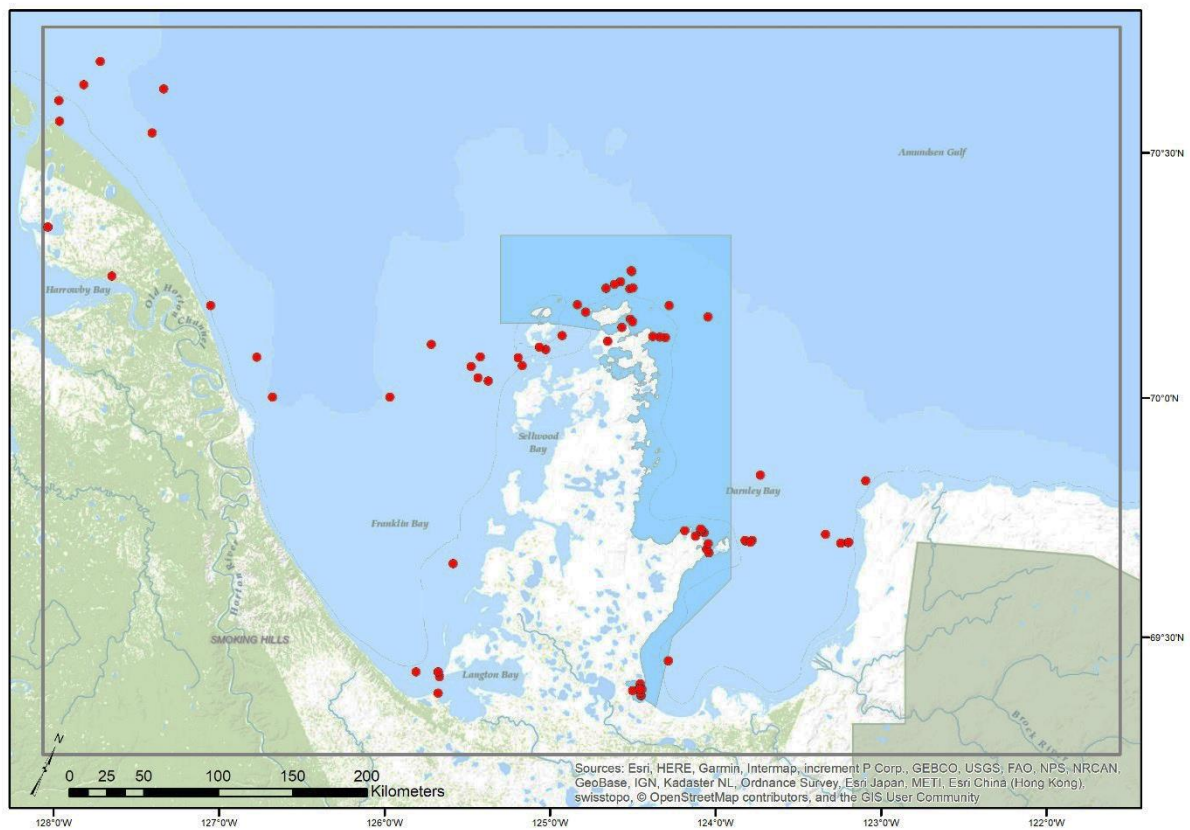 Amundsen Gulf
70°30'N
Harrowby Bay
Old Horton Channel
70°0'N
Sellwood
Bay
Darnley Bay
Franklin Bay
Horton River
SMOKING HILLS
69°30'N
Langton Bay
Brock River
N
0 25 50 100 150 200
Kilometers
Sources: Esri, HERE, Garmin, Intermap, increment P Corp., GEBCO, USGS, FAO, NPS, NRCAN,
GeoBase, IGN, Kadaster NL, Ordnance Survey, Esri Japan, METI, Esri China (Hong Kong),
swisstopo, © OpenStreetMap contributors, and the GIS User Community
128°0'W 127°0'W 126°0'W 125°0'W 124°0'W 123°0'W 122°0'W